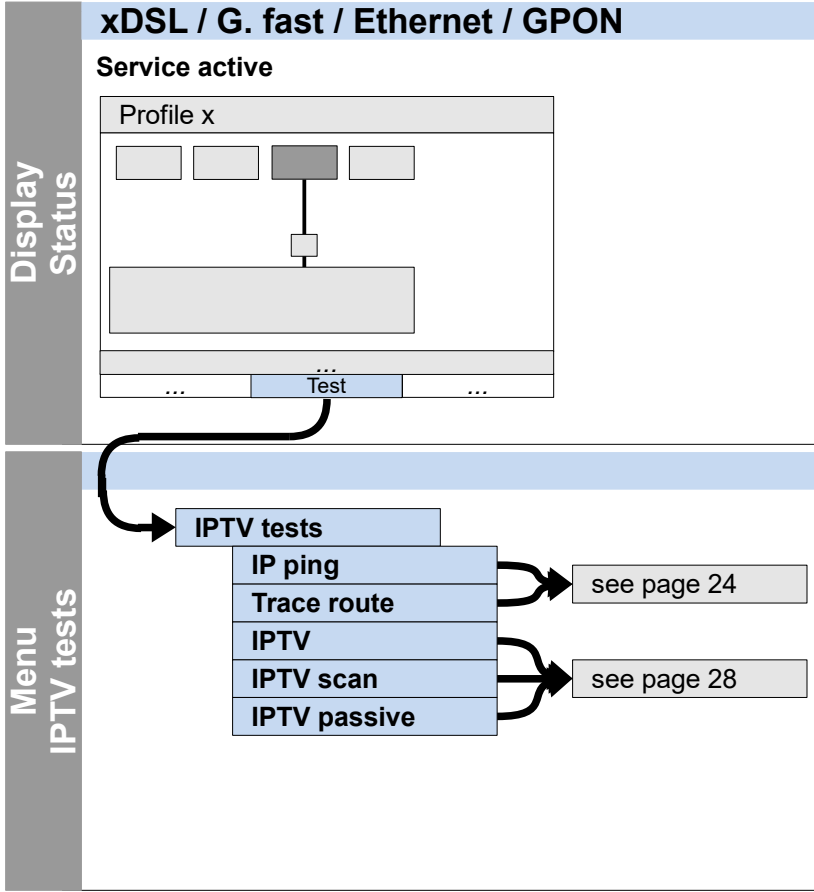 xDSL / G. fast / Ethernet / GPON
Display
Status
Service active
Profile x
...
...
Test
...
Menu
IPTV tests
IPTV tests
IP ping
Trace route
see page 24
IPTV
IPTV scan
see page 28
IPTV passive